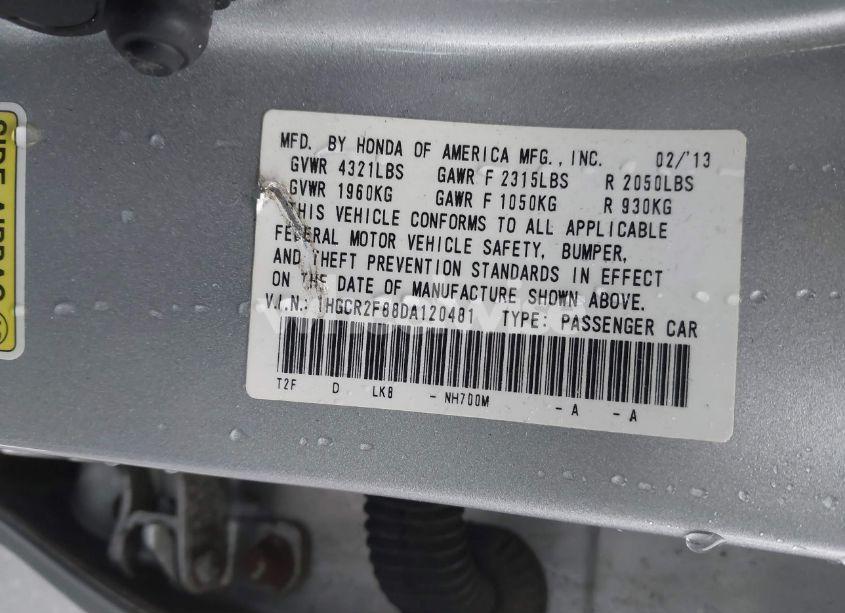 SIDE AIRBAG
MFD. BY HONDA OF AMERICA MFG., INC. 02/'13
GVWR 4321LBS GAWR F 2315LBS R 2050LBS
GVWR 1960KG GAWR F 1050KG R 930KG
THIS VEHICLE CONFORMS TO ALL APPLICABLE
FEDERAL MOTOR VEHICLE SAFETY, BUMPER,
AND THEFT PREVENTION STANDARDS IN EFFECT
ON THE DATE OF MANUFACTURE SHOWN ABOVE.
V.I.N.: 1HGCR2F88DA120481 TYPE: PASSENGER CAR
T2F D LK8 - NH700M - A - A